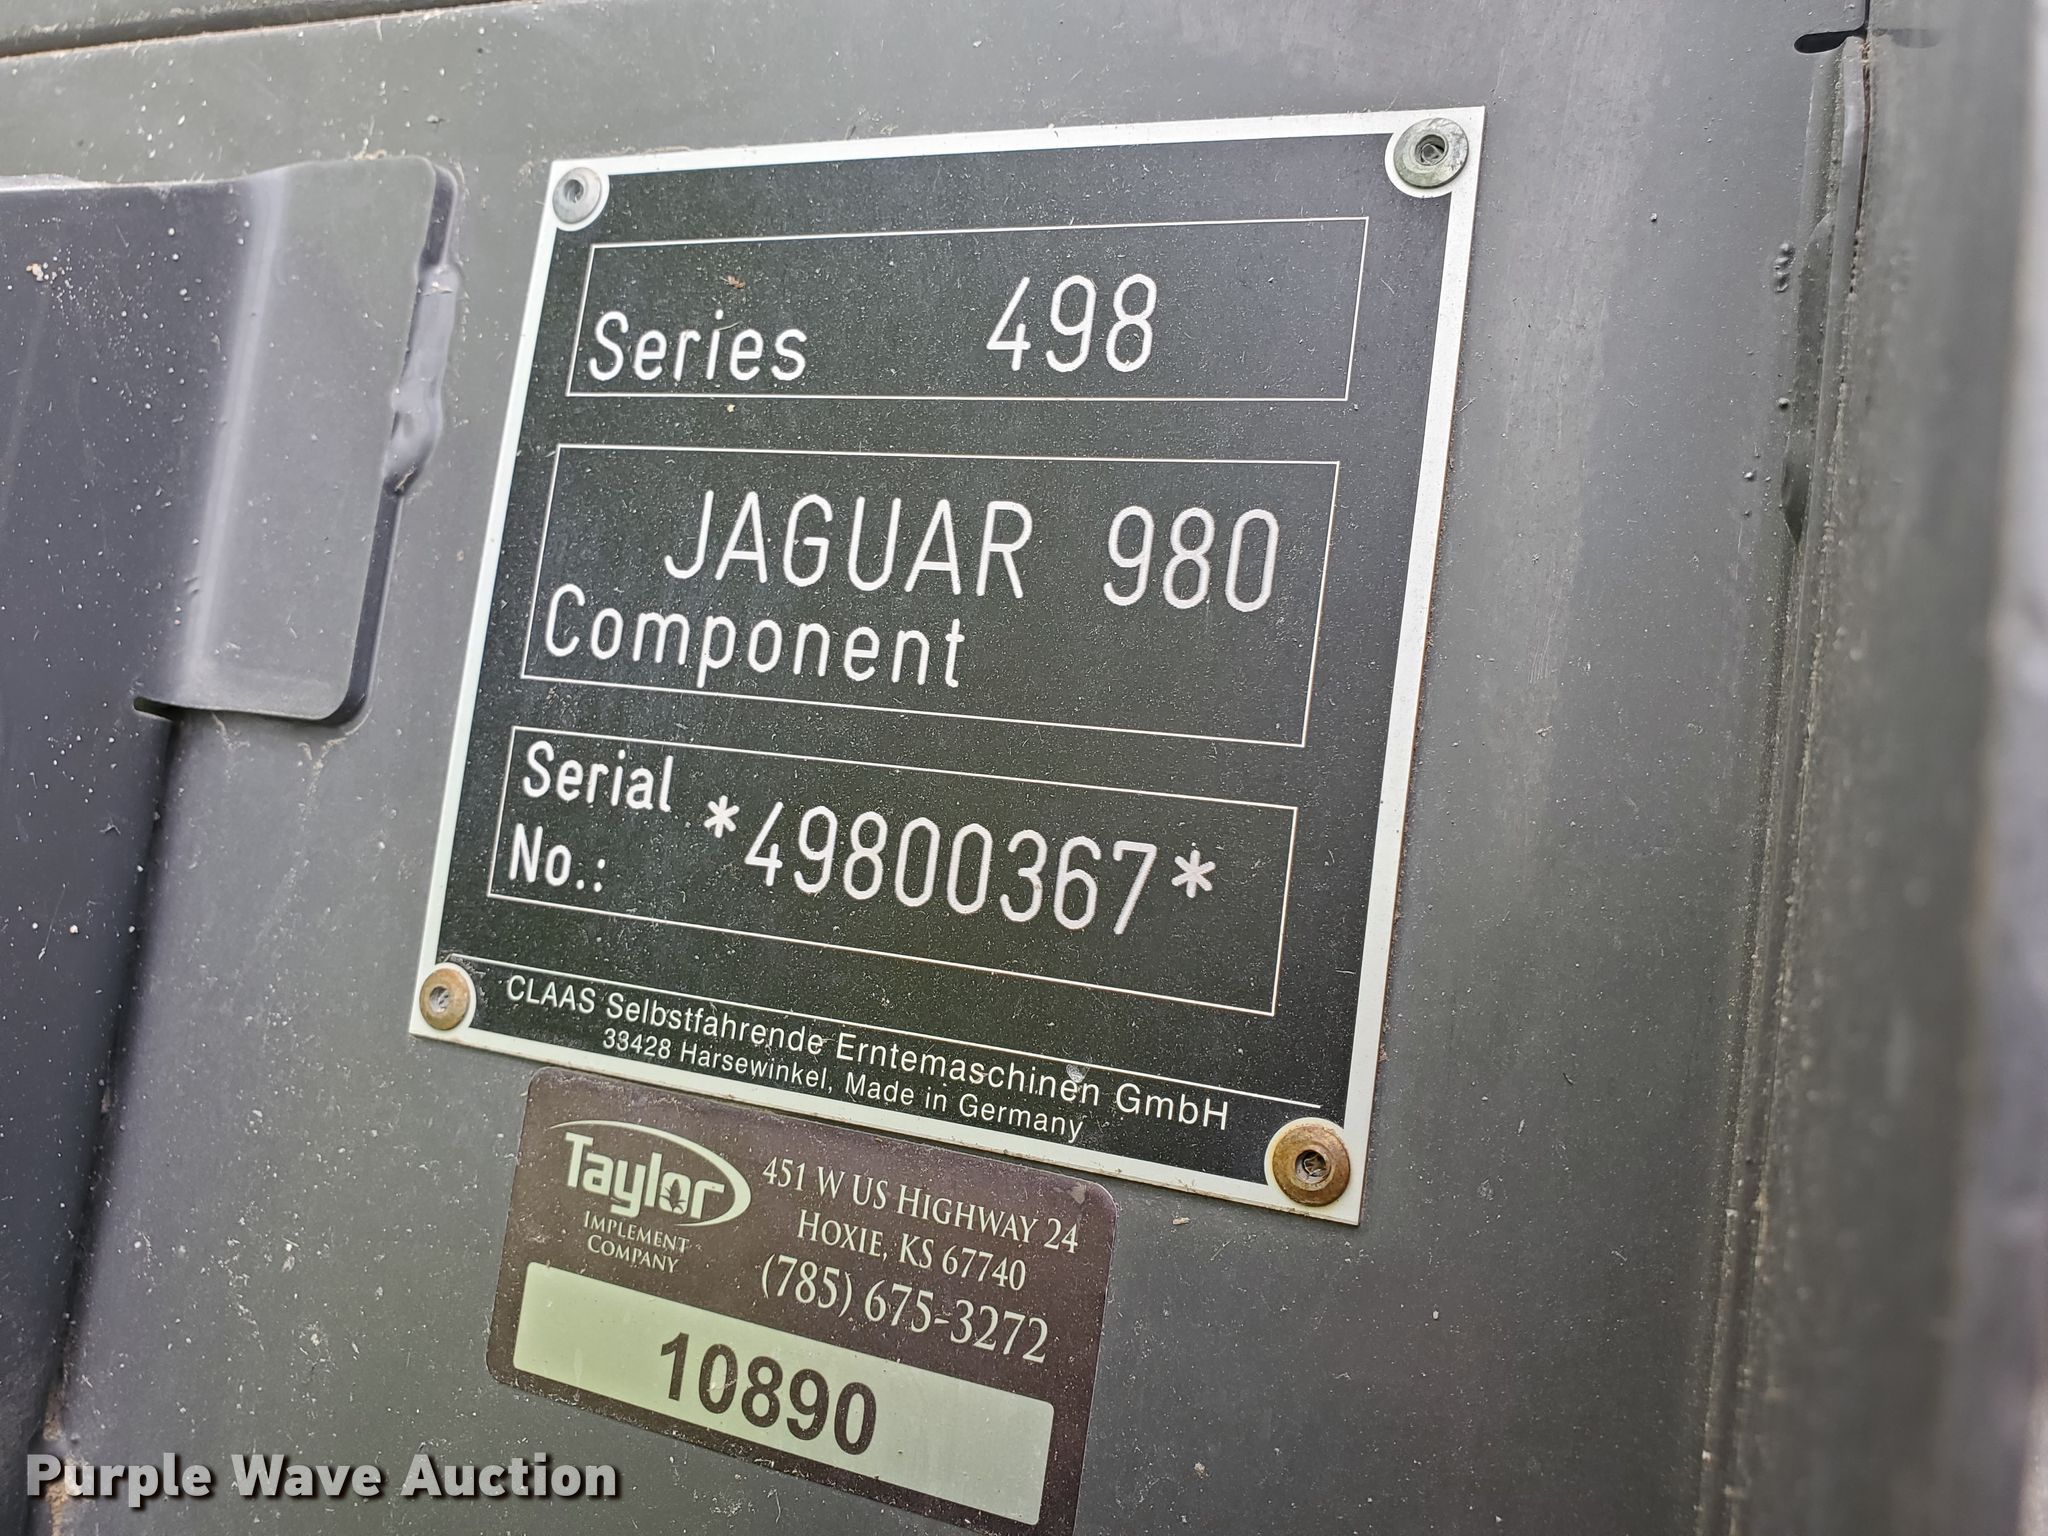 Series 498
JAGUAR 980
Component
Serial
No.: *49800367*
CLAAS Selbstfahrende Erntemaschinen GmbH
33428 Harsewinkel, Made in Germany
Taylor
IMPLEMENT
COMPANY
451 W US HIGHWAY 24
HOXIE, KS 67740
(785) 675-3272
10890
Purple Wave Auction